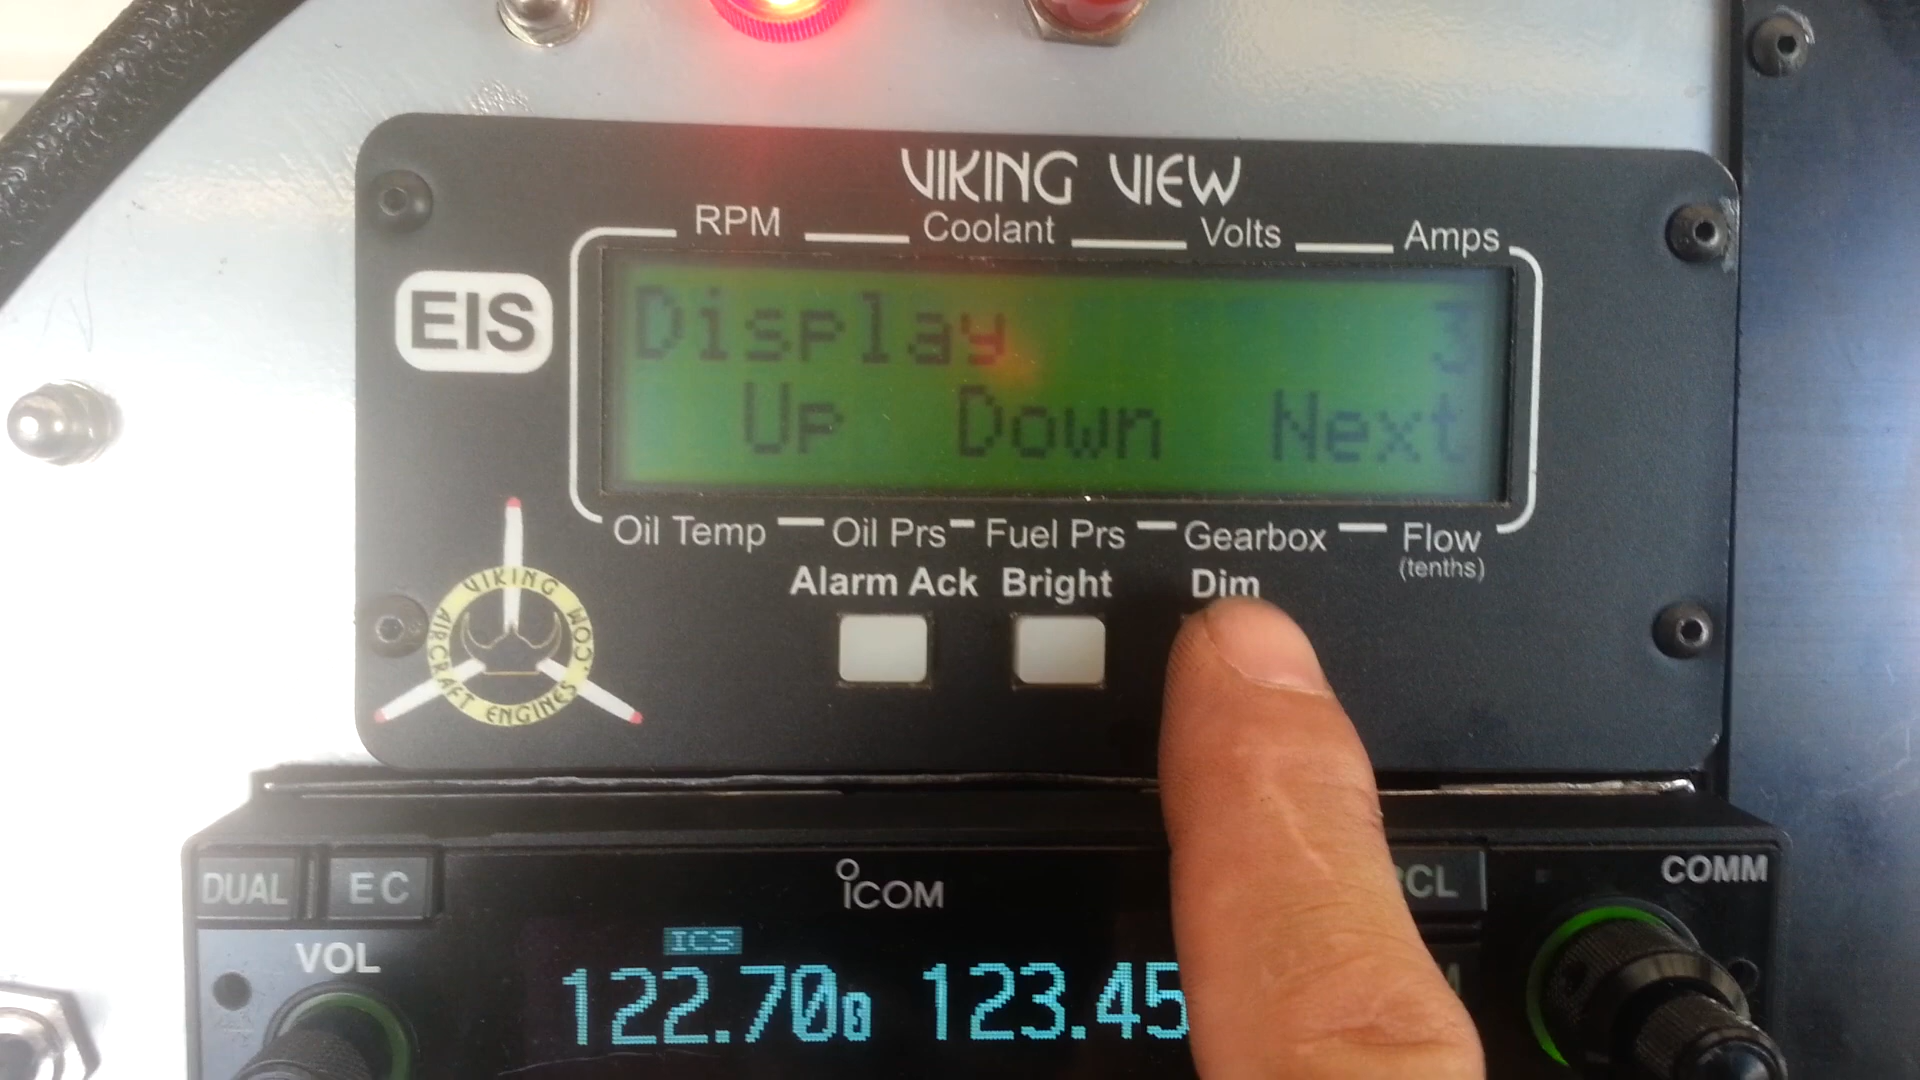 VIKING VIEW
RPM Coolant Volts Amps
EIS
Display 3
Up Down Next
Oil Temp Oil Prs Fuel Prs Gearbox Flow
(tenths)
Alarm Ack Bright Dim
VIKING
AIRCRAFT ENGINES .COM
DUAL EC ICOM CL COMM
VOL
ICS
122.700 123.45